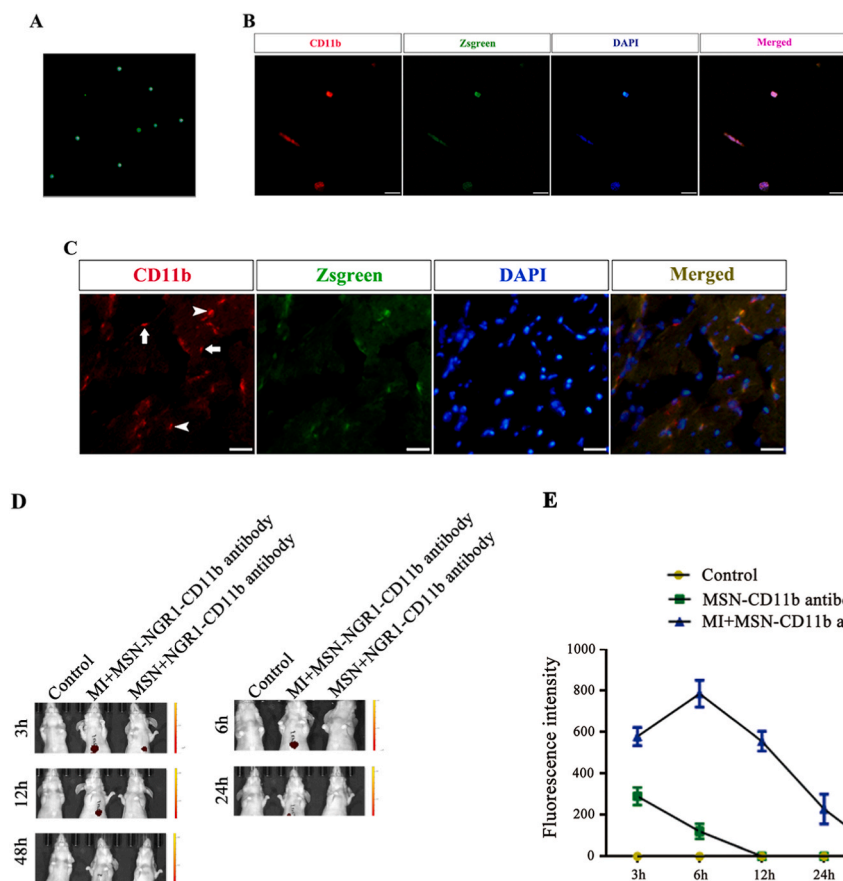 A
B
CD11b Zsgreen DAPI Merged
C
CD11b Zsgreen DAPI Merged
D
Control
MI+MSN-NGR1-CD11b antibody
MSN+NGR1-CD11b antibody
Control
MI+MSN-NGR1-CD11b antibody
MSN+NGR1-CD11b antibody
3h
6h
12h
24h
48h
E
Control
MSN-CD11b antibo
MI+MSN-CD11b a
Fluorescence intensity
1000
800
600
400
200
0
3h 6h 12h 24h